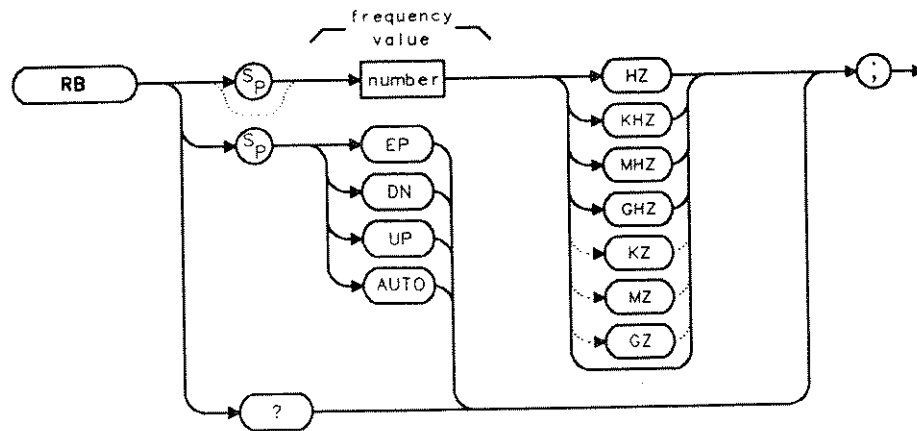 frequency
value
RB
SP
number
HZ
;
KHZ
SP
EP
MHZ
DN
GHZ
UP
KZ
AUTO
MZ
GZ
?